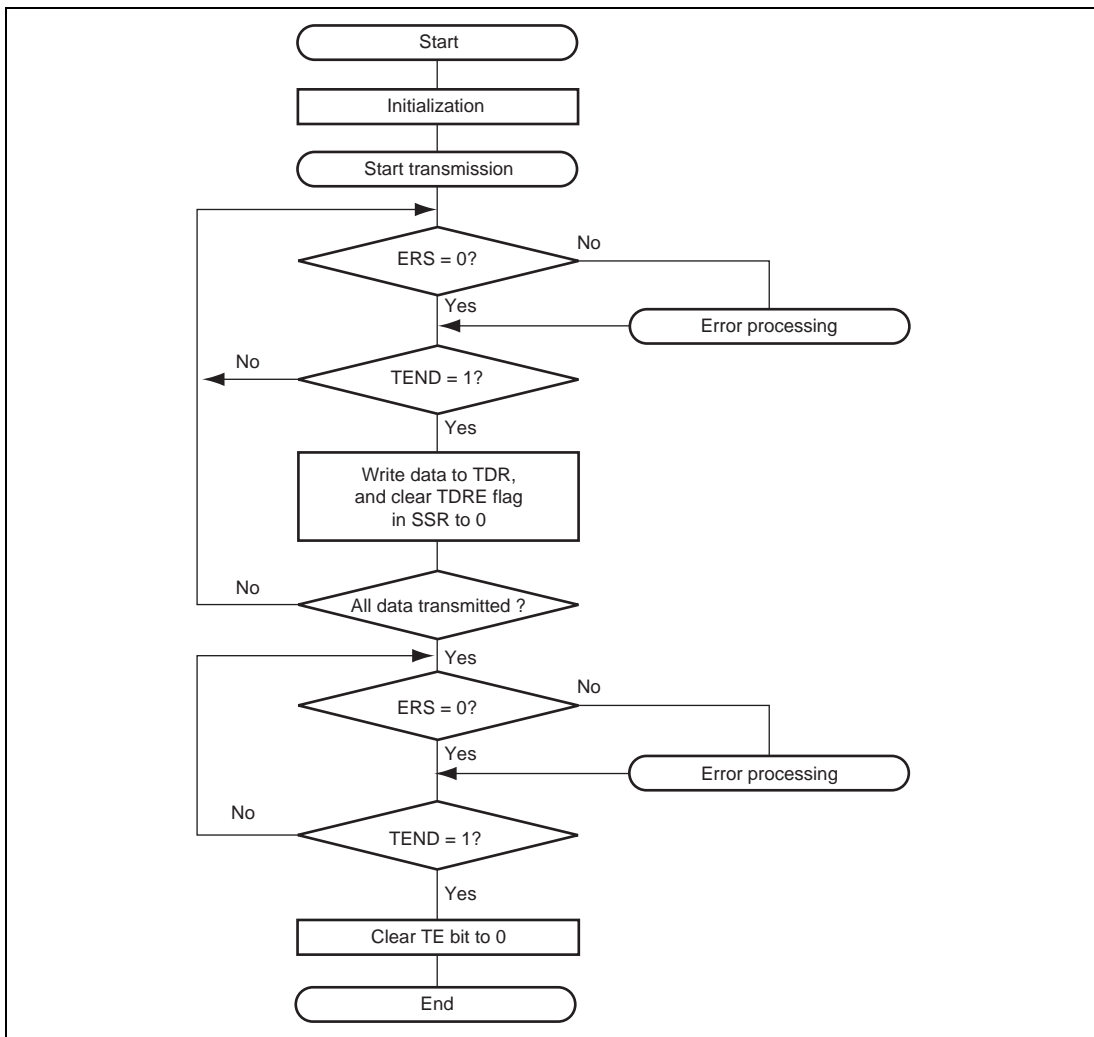 Start
Initialization
Start transmission
ERS = 0?
No
Yes
Error processing
No
TEND = 1?
Yes
Write data to TDR,
and clear TDRE flag
in SSR to 0
No
All data transmitted ?
Yes
ERS = 0?
No
Yes
Error processing
No
TEND = 1?
Yes
Clear TE bit to 0
End